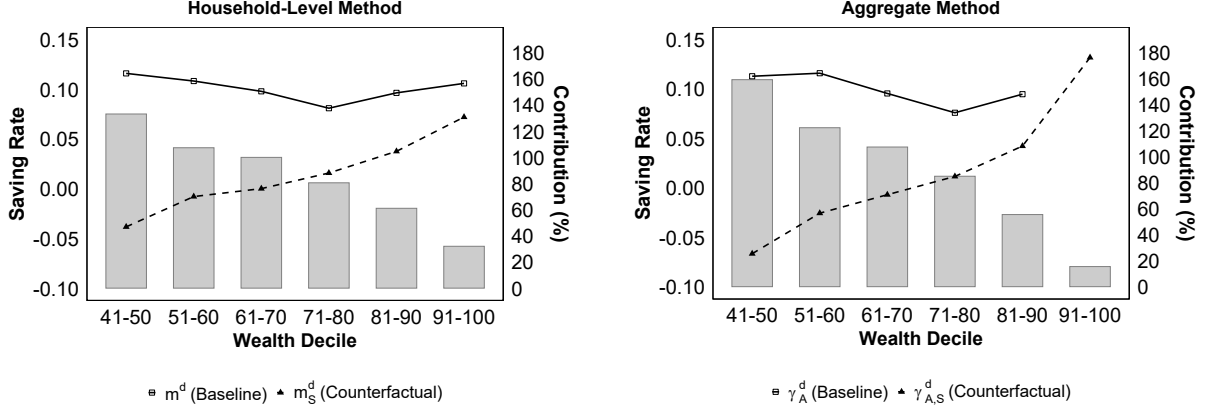 Household-Level Method
0.15
0.10
0.05
0.00
-0.05
-0.10
Saving Rate
180
160
140
120
100
80
60
40
20
0
Contribution (%)
41-50 51-60 61-70 71-80 81-90 91-100
Wealth Decile
m^d (Baseline) m_S^d (Counterfactual)
Aggregate Method
0.15
0.10
0.05
0.00
-0.05
-0.10
Saving Rate
180
160
140
120
100
80
60
40
20
0
Contribution (%)
41-50 51-60 61-70 71-80 81-90 91-100
Wealth Decile
γ_A^d (Baseline) γ_{A,S}^d (Counterfactual)